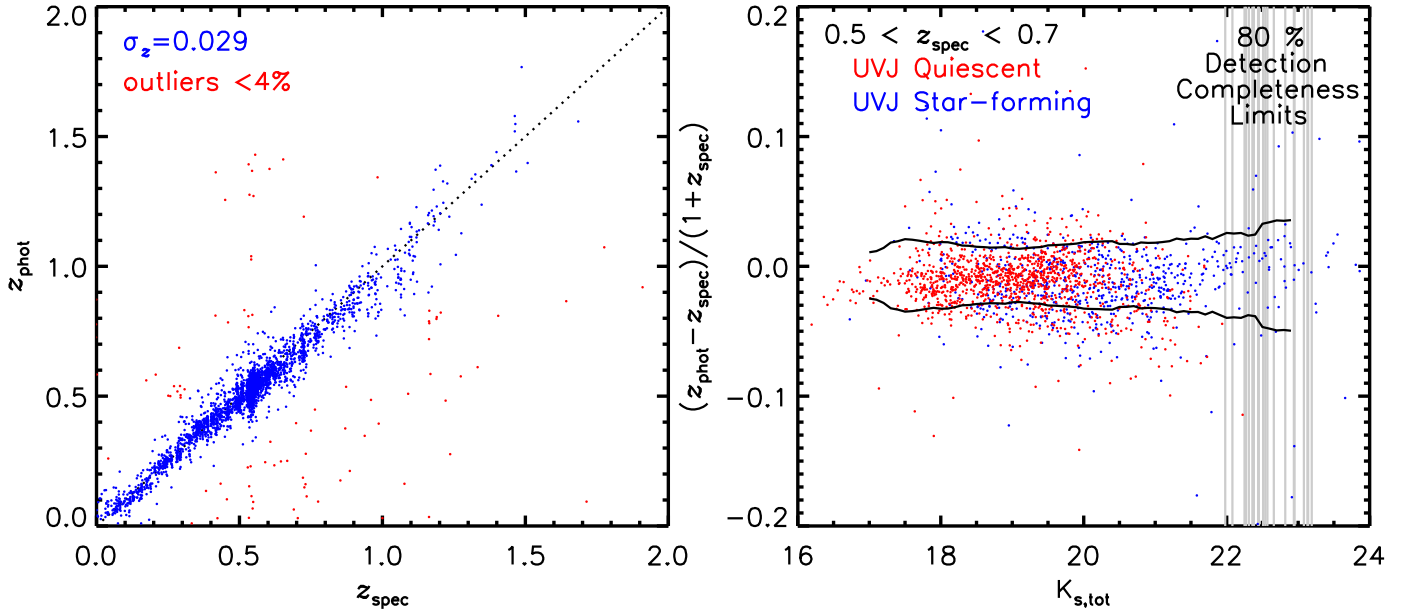 σz=0.029
outliers <4%
2.0
1.5
1.0
0.5
0.0
zphot
0.0 0.5 1.0 1.5 2.0
zspec
0.5 < zspec < 0.7
UVJ Quiescent
UVJ Star-forming
80 %
Detection
Completeness
Limits
0.2
0.1
0.0
-0.1
-0.2
(zphot-zspec)/(1+zspec)
16 18 20 22 24
Ks,tot